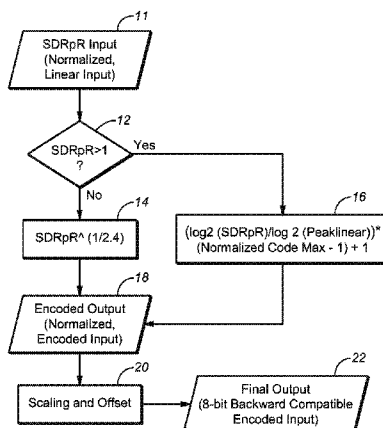 11
SDRpR Input
(Normalized,
Linear Input)
12
SDRpR>1
?
Yes
No
14
SDRpR^ (1/2.4)
16
(log2 (SDRpR)/log 2 (Peaklinear))*
(Normalized Code Max - 1) + 1
18
Encoded Output
(Normalized,
Encoded Input)
20
Scaling and Offset
22
Final Output
(8-bit Backward Compatible
Encoded Input)